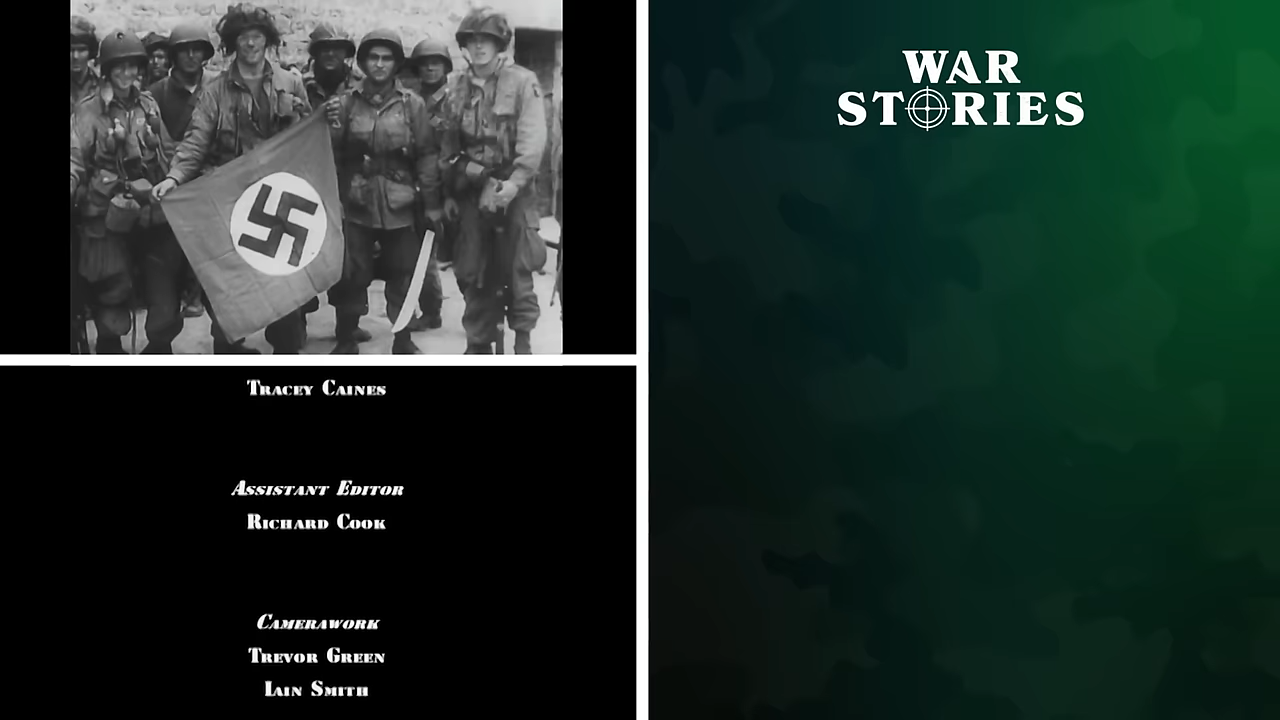 WAR
STORIES
Tracey Caines
Assistant Editor
Richard Cook
Camerawork
Trevor Green
Iain Smith